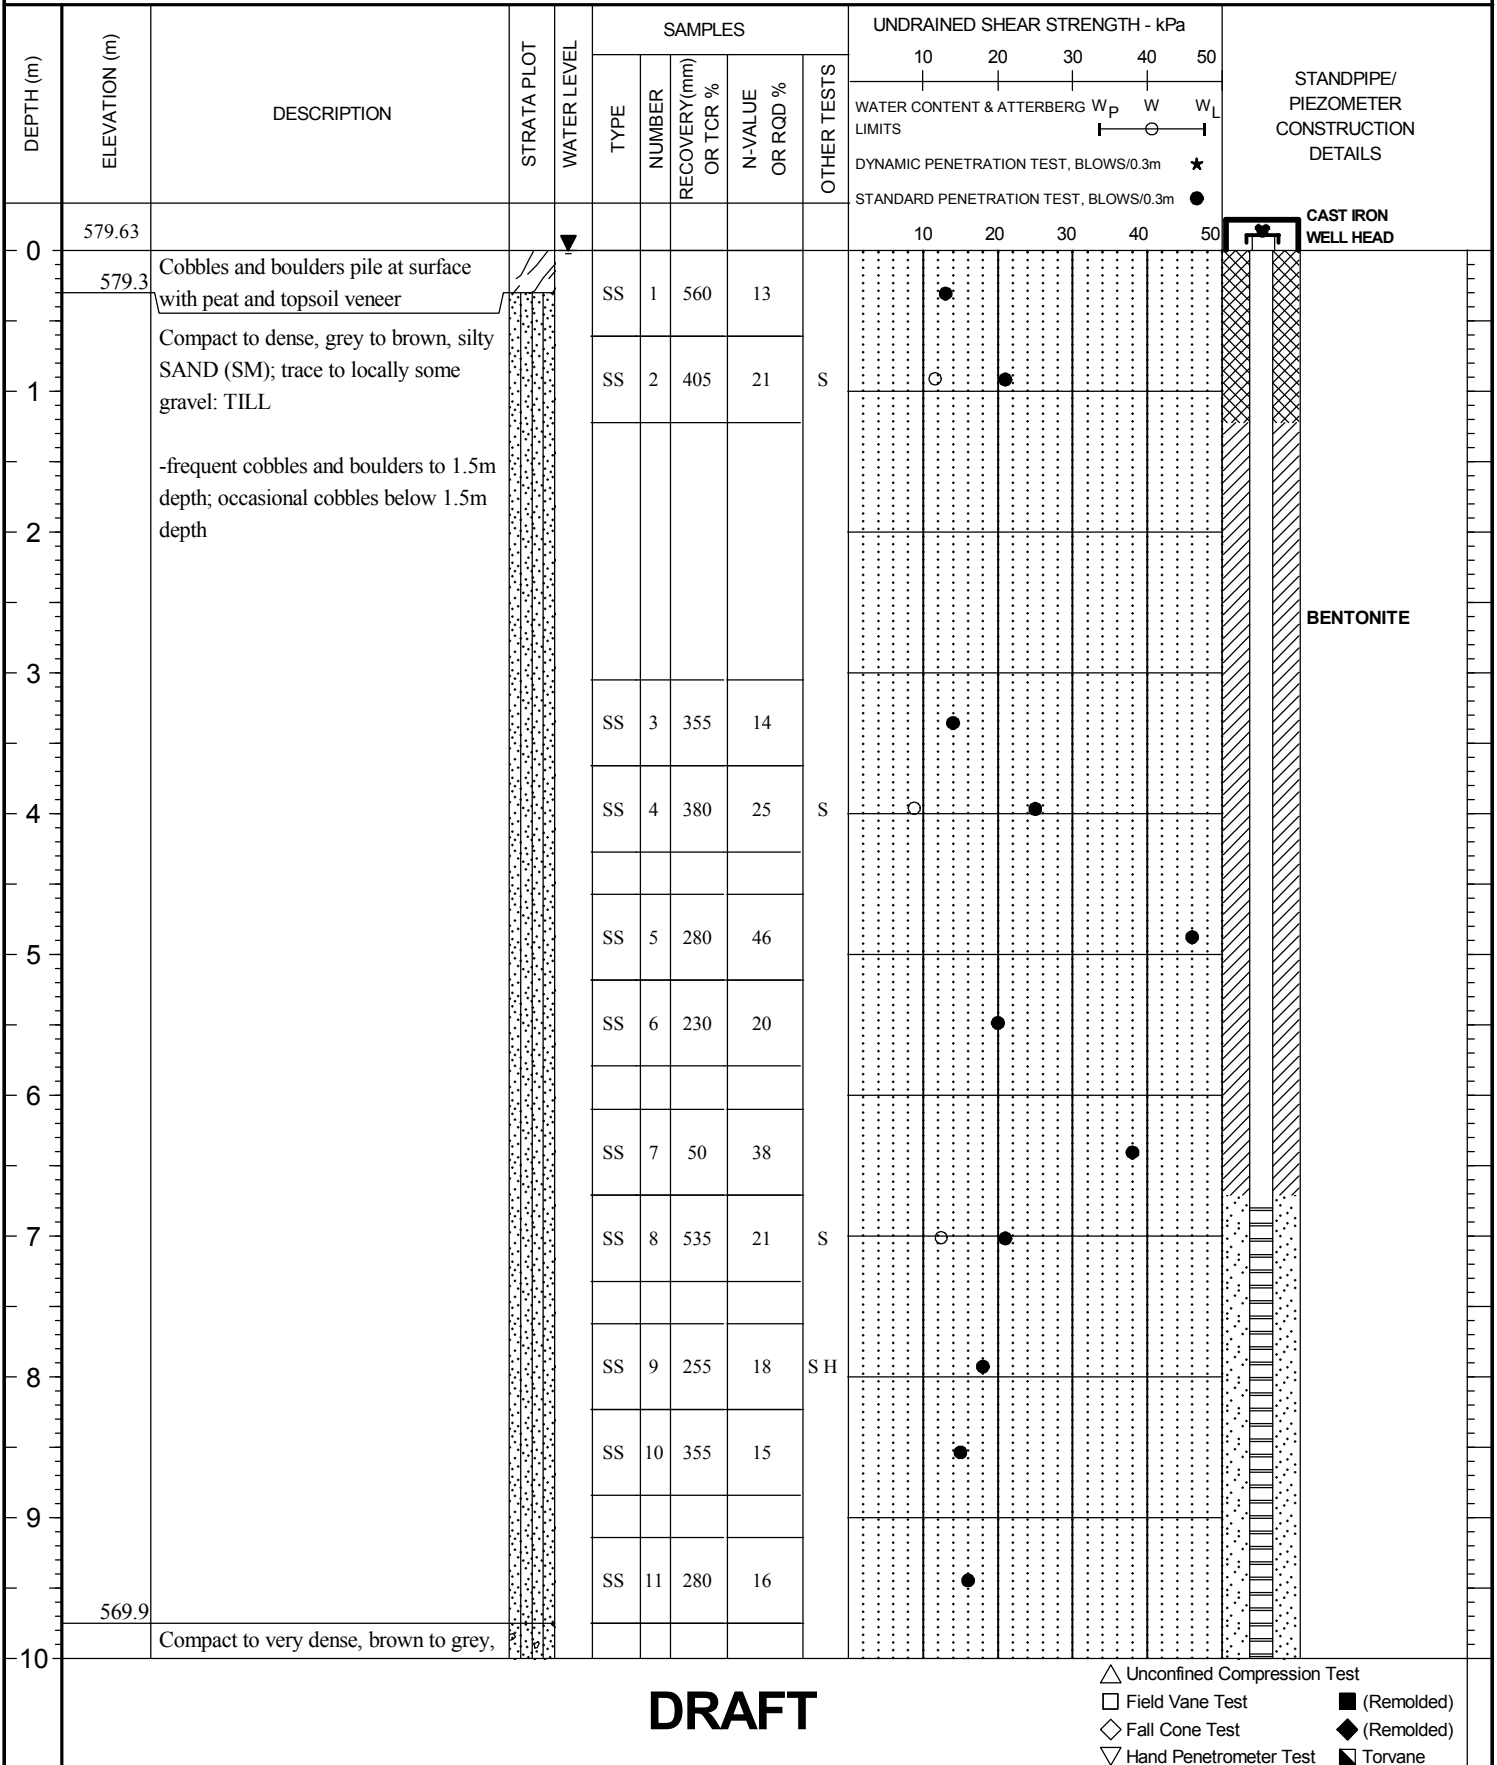 DEPTH (m)
ELEVATION (m)
DESCRIPTION
STRATA PLOT
WATER LEVEL
SAMPLES
TYPE
NUMBER
RECOVERY(mm)
OR TCR %
N-VALUE
OR RQD %
OTHER TESTS
UNDRAINED SHEAR STRENGTH - kPa
10 20 30 40 50
WATER CONTENT & ATTERBERG
LIMITS
WP W WL
DYNAMIC PENETRATION TEST, BLOWS/0.3m ★
STANDARD PENETRATION TEST, BLOWS/0.3m ●
10 20 30 40 50
STANDPIPE/
PIEZOMETER
CONSTRUCTION
DETAILS
CAST IRON
WELL HEAD
579.63
0
579.3
Cobbles and boulders pile at surface
with peat and topsoil veneer
SS 1 560 13
Compact to dense, grey to brown, silty
SAND (SM); trace to locally some
gravel: TILL
SS 2 405 21 S
1
-frequent cobbles and boulders to 1.5m
depth; occasional cobbles below 1.5m
depth
2
BENTONITE
3
SS 3 355 14
SS 4 380 25 S
4
SS 5 280 46
5
SS 6 230 20
6
SS 7 50 38
SS 8 535 21 S
7
SS 9 255 18 S H
8
SS 10 355 15
9
SS 11 280 16
569.9
Compact to very dense, brown to grey,
10
DRAFT
△ Unconfined Compression Test
□ Field Vane Test ■ (Remolded)
◇ Fall Cone Test ◆ (Remolded)
▽ Hand Penetrometer Test Torvane